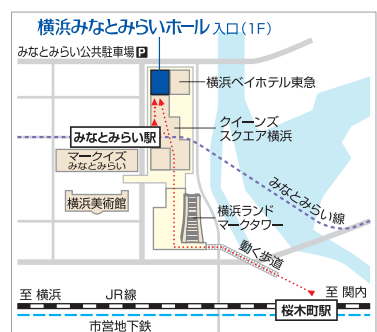 横浜みなとみらいホール 入口(1F)
みなとみらい公共駐車場 P
横浜ベイホテル東急
クイーンズ
スクエア横浜
みなとみらい駅
マークイズ
みなとみらい
みなとみらい線
横浜美術館
横浜ランド
マークタワー
動く歩道
至 横浜
JR線
至 関内
桜木町駅
市営地下鉄